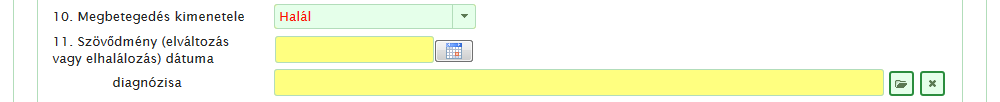 10. Megbetegedés kimenetele Halál
11. Szövődmény (elváltozás
vagy elhalálozás) dátuma
diagnózisa